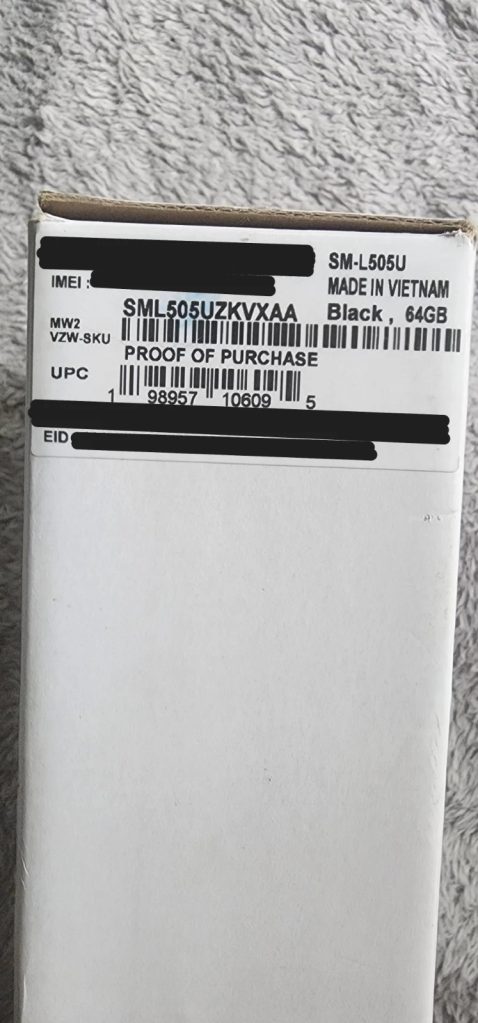 SM-L505U
IMEI : MADE IN VIETNAM
SML505UZKVXAA Black , 64GB
MW2
VZW-SKU
PROOF OF PURCHASE
UPC
1 98957 10609 5
EID